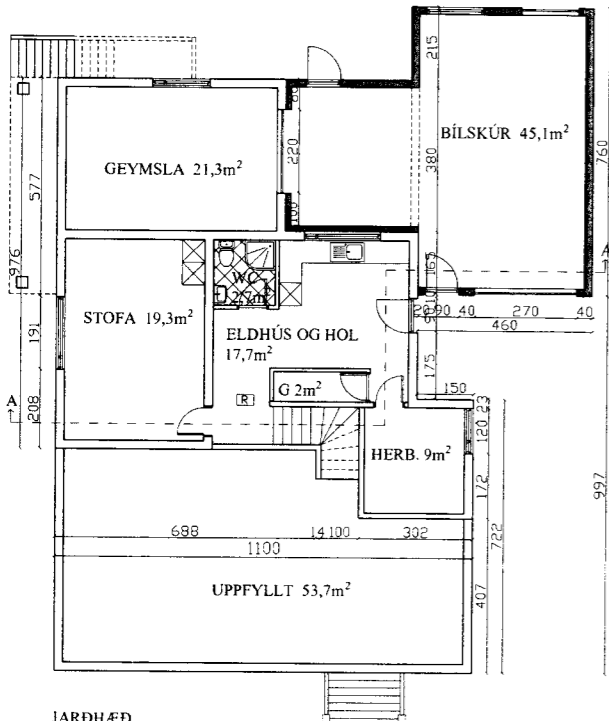 215
BÍLSKÚR 45,1m²
760
380
GEYMSLA 21,3m²
220
100
577
976
A
165
WC
2,7m²
STOFA 19,3m²
ELDHÚS OG HOL
17,7m²
191
90 40 270 40
460
175
G 2m²
150
A
208
R
23
120
HERB. 9m²
172
997
688 14 100 302
1100
722
UPPFYLLT 53,7m²
407
JARÐHÆÐ